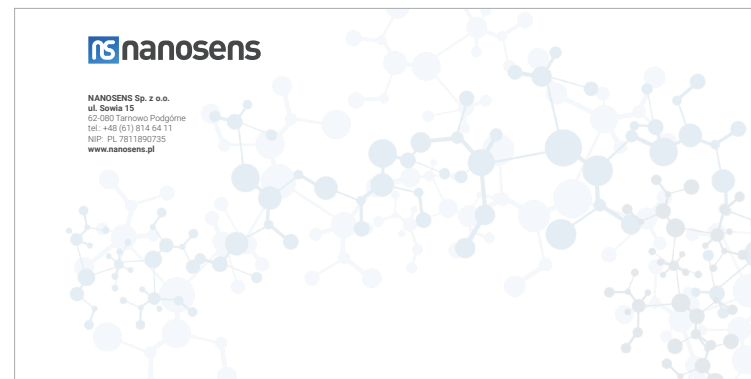 ns nanosens
NANOSENS Sp. z o.o.
ul. Sowia 15
62-080 Tarnowo Podgórne
tel.: +48 (61) 814 64 11
NIP: PL 7811890735
www.nanosens.pl